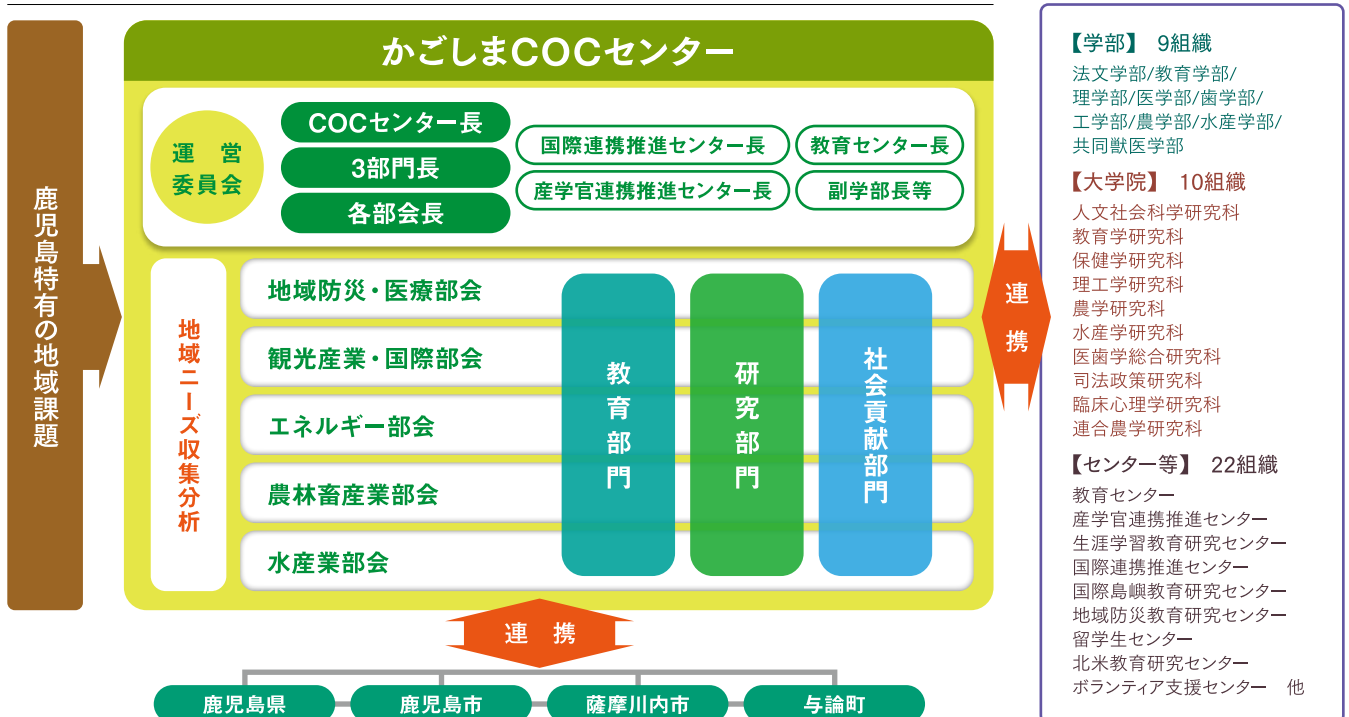 鹿児島特有の地域課題
かごしまCOCセンター
運 営
委員会
COCセンター長
3部門長
各部会長
国際連携推進センター長
教育センター長
産学官連携推進センター長
副学部長等
地域ニーズ収集分析
地域防災・医療部会
観光産業・国際部会
エネルギー部会
農林畜産業部会
水産業部会
教育部門
研究部門
社会貢献部門
連 携
鹿児島県
鹿児島市
薩摩川内市
与論町
連 携
【学部】 9組織
法文学部/教育学部/
理学部/医学部/歯学部/
工学部/農学部/水産学部/
共同獣医学部
【大学院】 10組織
人文社会科学研究科
教育学研究科
保健学研究科
理工学研究科
農学研究科
水産学研究科
医歯学総合研究科
司法政策研究科
臨床心理学研究科
連合農学研究科
【センター等】 22組織
教育センター
産学官連携推進センター
生涯学習教育研究センター
国際連携推進センター
国際島嶼教育研究センター
地域防災教育研究センター
留学生センター
北米教育研究センター
ボランティア支援センター 他